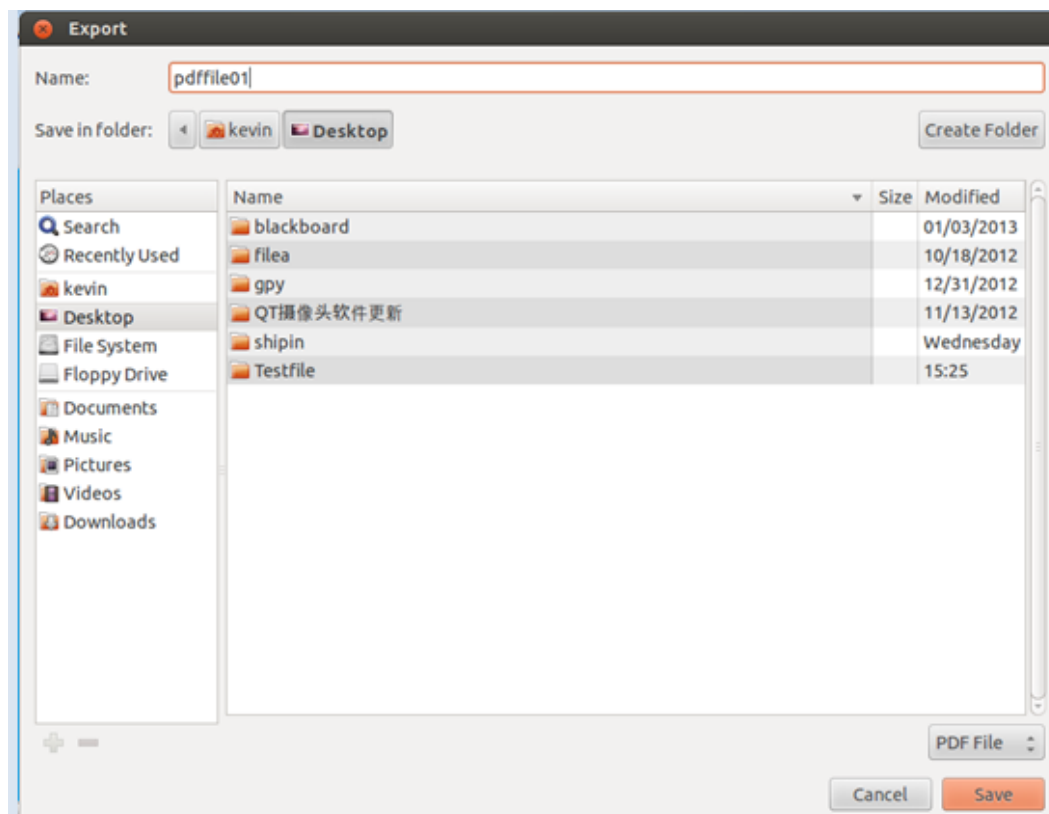 Export
Name: pdffile01
Save in folder: kevin Desktop Create Folder
Places Name Size Modified
Search blackboard 01/03/2013
Recently Used filea 10/18/2012
kevin gpy 12/31/2012
Desktop QT摄像头软件更新 11/13/2012
File System shipin Wednesday
Floppy Drive Testfile 15:25
Documents
Music
Pictures
Videos
Downloads
PDF File
Cancel Save